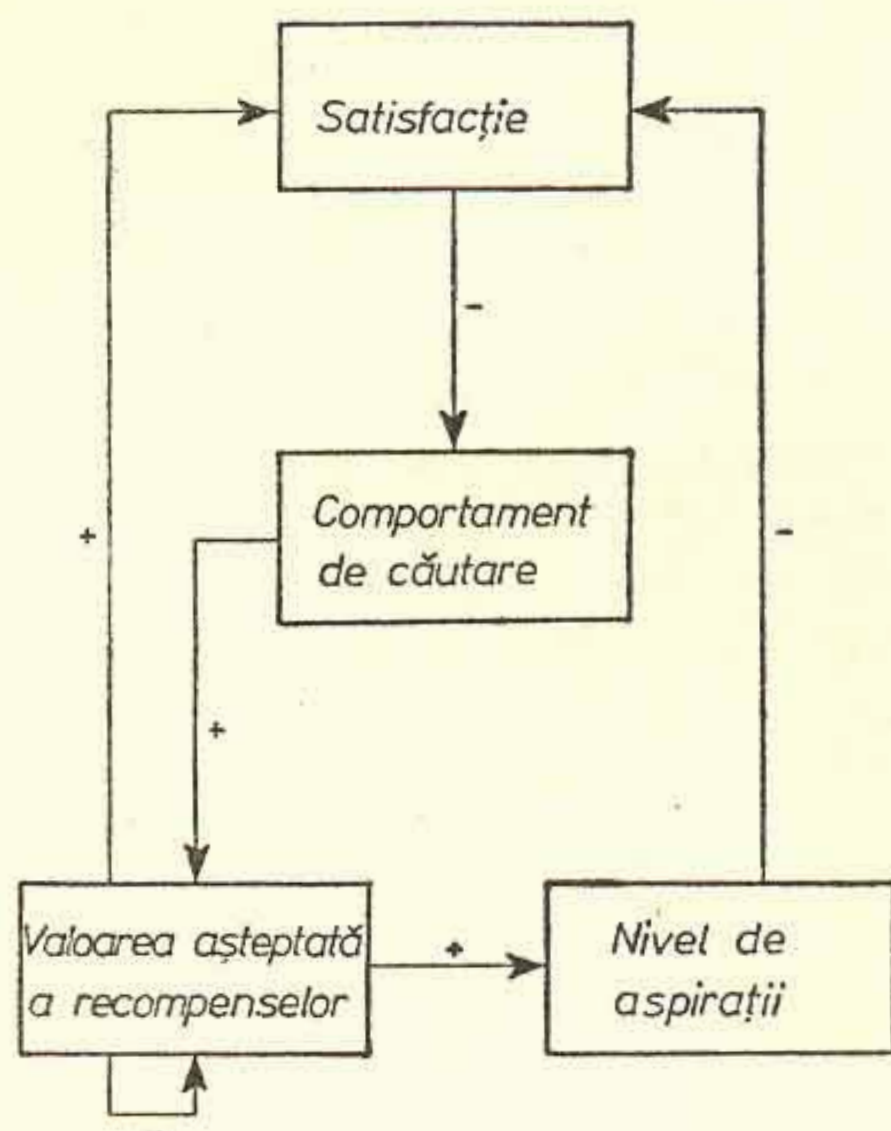 Satisfacție
-
Comportament
de căutare
+
-
+
Valoarea așteptată
a recompenselor
+
Nivel de
aspirații